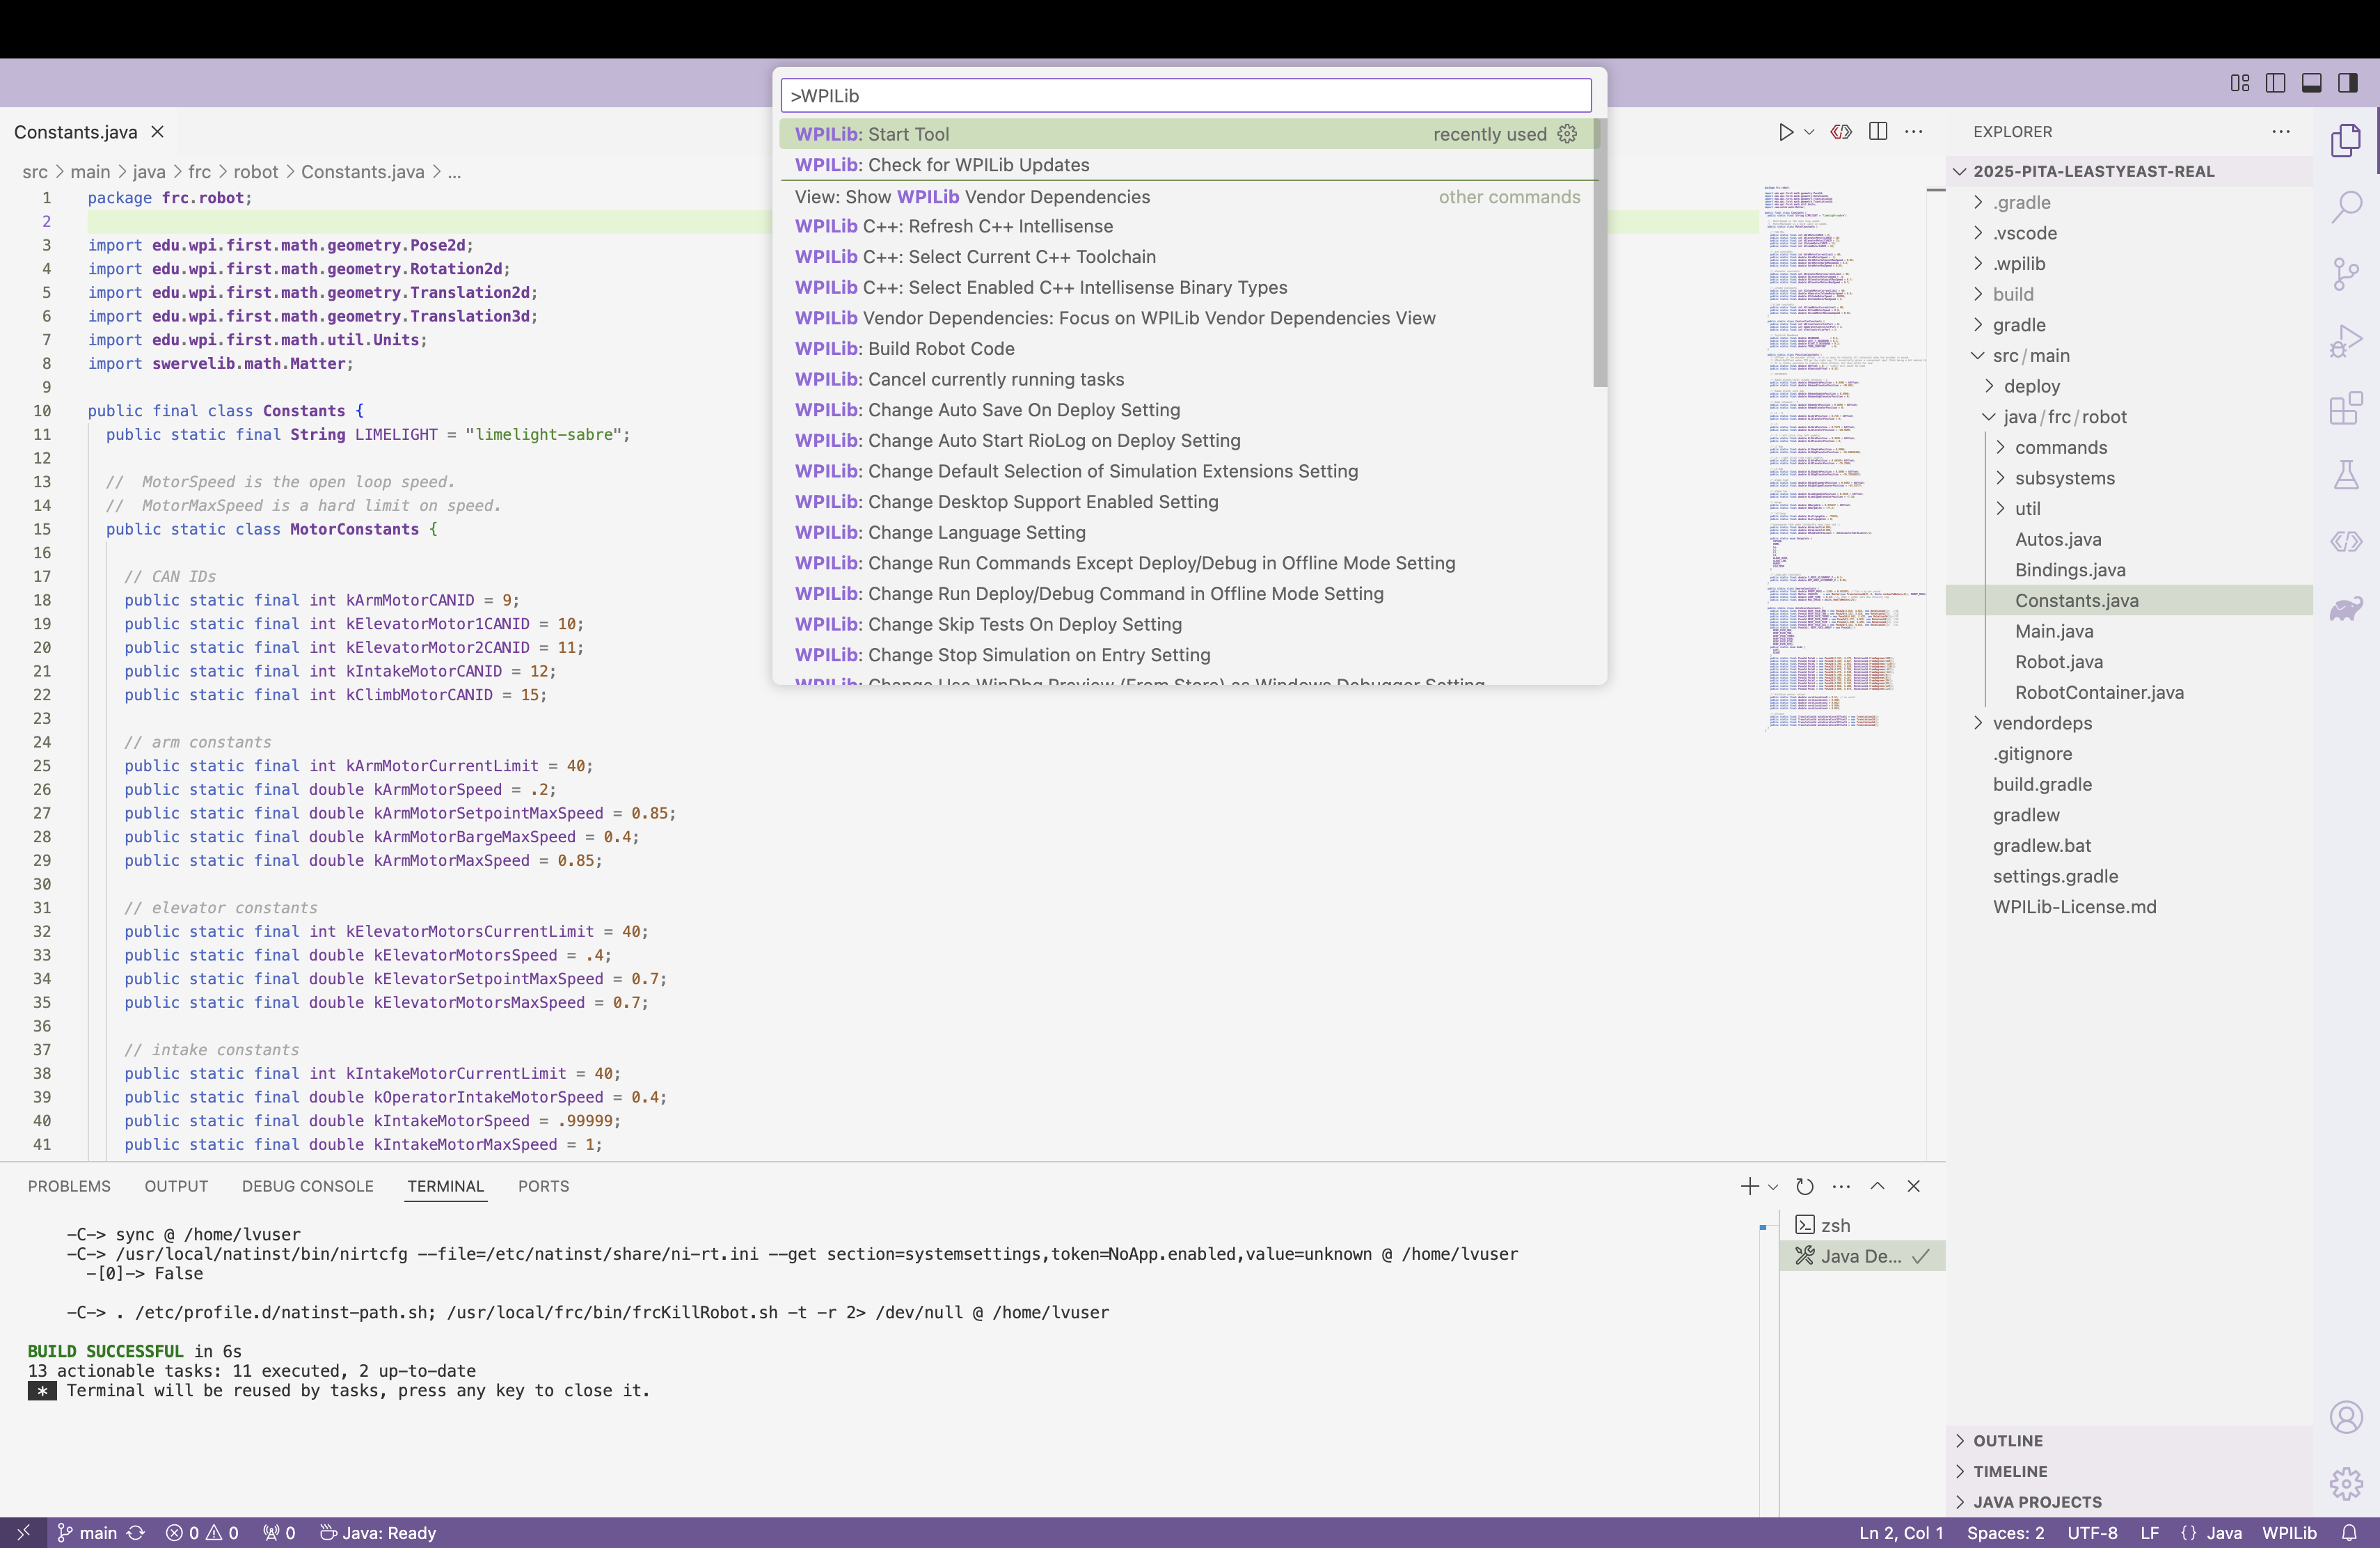 >WPILib
WPILib: Start Tool recently used
WPILib: Check for WPILib Updates
View: Show WPILib Vendor Dependencies other commands
WPILib C++: Refresh C++ Intellisense
WPILib C++: Select Current C++ Toolchain
WPILib C++: Select Enabled C++ Intellisense Binary Types
WPILib Vendor Dependencies: Focus on WPILib Vendor Dependencies View
WPILib: Build Robot Code
WPILib: Cancel currently running tasks
WPILib: Change Auto Save On Deploy Setting
WPILib: Change Auto Start RioLog on Deploy Setting
WPILib: Change Default Selection of Simulation Extensions Setting
WPILib: Change Desktop Support Enabled Setting
WPILib: Change Language Setting
WPILib: Change Run Commands Except Deploy/Debug in Offline Mode Setting
WPILib: Change Run Deploy/Debug Command in Offline Mode Setting
WPILib: Change Skip Tests On Deploy Setting
WPILib: Change Stop Simulation on Entry Setting
WPILib: Change Use WinDbg Preview (From Store) as Windows Debugger Setting
Constants.java
src > main > java > frc > robot > Constants.java > ...
1 package frc.robot;
2
3 import edu.wpi.first.math.geometry.Pose2d;
4 import edu.wpi.first.math.geometry.Rotation2d;
5 import edu.wpi.first.math.geometry.Translation2d;
6 import edu.wpi.first.math.geometry.Translation3d;
7 import edu.wpi.first.math.util.Units;
8 import swervelib.math.Matter;
9
10 public final class Constants {
11 public static final String LIMELIGHT = "limelight-sabre";
12
13 // MotorSpeed is the open loop speed.
14 // MotorMaxSpeed is a hard limit on speed.
15 public static class MotorConstants {
16
17 // CAN IDs
18 public static final int kArmMotorCANID = 9;
19 public static final int kElevatorMotor1CANID = 10;
20 public static final int kElevatorMotor2CANID = 11;
21 public static final int kIntakeMotorCANID = 12;
22 public static final int kClimbMotorCANID = 15;
23
24 // arm constants
25 public static final int kArmMotorCurrentLimit = 40;
26 public static final double kArmMotorSpeed = .2;
27 public static final double kArmMotorSetpointMaxSpeed = 0.85;
28 public static final double kArmMotorBargeMaxSpeed = 0.4;
29 public static final double kArmMotorMaxSpeed = 0.85;
30
31 // elevator constants
32 public static final int kElevatorMotorsCurrentLimit = 40;
33 public static final double kElevatorMotorsSpeed = .4;
34 public static final double kElevatorSetpointMaxSpeed = 0.7;
35 public static final double kElevatorMotorsMaxSpeed = 0.7;
36
37 // intake constants
38 public static final int kIntakeMotorCurrentLimit = 40;
39 public static final double kOperatorIntakeMotorSpeed = 0.4;
40 public static final double kIntakeMotorSpeed = .99999;
41 public static final double kIntakeMotorMaxSpeed = 1;
EXPLORER
2025-PITA-LEASTYEAST-REAL
.gradle
.vscode
.wpilib
build
gradle
src/main
deploy
java/frc/robot
commands
subsystems
util
Autos.java
Bindings.java
Constants.java
Main.java
Robot.java
RobotContainer.java
vendordeps
.gitignore
build.gradle
gradlew
gradlew.bat
settings.gradle
WPILib-License.md
OUTLINE
TIMELINE
JAVA PROJECTS
PROBLEMS OUTPUT DEBUG CONSOLE TERMINAL PORTS
-C-> sync @ /home/lvuser
-C-> /usr/local/natinst/bin/nirtcfg --file=/etc/natinst/share/ni-rt.ini --get section=systemsettings,token=NoApp.enabled,value=unknown @ /home/lvuser
-[0]-> False
-C-> . /etc/profile.d/natinst-path.sh; /usr/local/frc/bin/frcKillRobot.sh -t -r 2> /dev/null @ /home/lvuser
BUILD SUCCESSFUL in 6s
13 actionable tasks: 11 executed, 2 up-to-date
* Terminal will be reused by tasks, press any key to close it.
zsh
Java De...
main 0 0 0 Java: Ready Ln 2, Col 1 Spaces: 2 UTF-8 LF {} Java WPILib